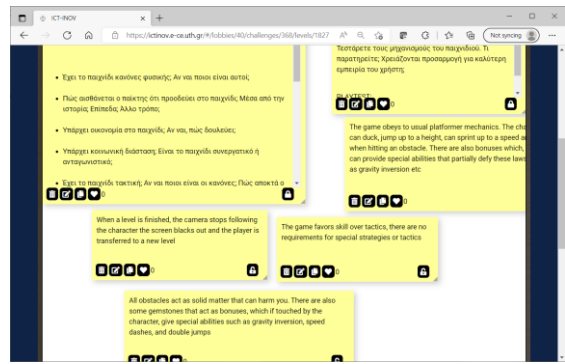 ICT-INOV
https://ictinov.e-ce.uth.gr/#/lobbies/40/challenges/368/levels/1827
Not syncing
Έχει το παιχνίδι κανόνες φυσικής; Αν ναι ποιοι είναι αυτοί;
Πώς αισθάνεται ο παίκτης ότι προοδεύει στο παιχνίδι; Μέσα από την
ιστορία; Επίπεδα; Άλλο τρόπο;
Υπάρχει οικονομία στο παιχνίδι; Αν ναι, πώς δουλεύει;
Υπάρχει κοινωνική διάσταση; Είναι το παιχνίδι συνεργατικό ή
ανταγωνιστικό;
Έχει το παιχνίδι τακτική; Αν ναι ποιοι είναι οι κανόνες; Πώς αποκτά ο
0
Τεστάρετε τους μηχανισμούς του παιχνιδιού. Τι
παρατηρείτε; Χρειάζονται προσαρμογή για καλύτερη
εμπειρία του χρήστη;
PLAYTEST:
0
The game obeys to usual platformer mechanics. The cha
can duck, jump up to a height, can sprint up to a speed a
when hitting an obstacle. There are also bonuses which,
can provide special abilities that partially defy these laws
as gravity inversion etc
0
When a level is finished, the camera stops following
the character the screen blacks out and the player is
transferred to a new level
0
The game favors skill over tactics, there are no
requirements for special strategies or tactics
0
All obstacles act as solid matter that can harm you. There are also
some gemstones that act as bonuses, which if touched by the
character, give special abilities such as gravity inversion, speed
dashes, and double jumps
0